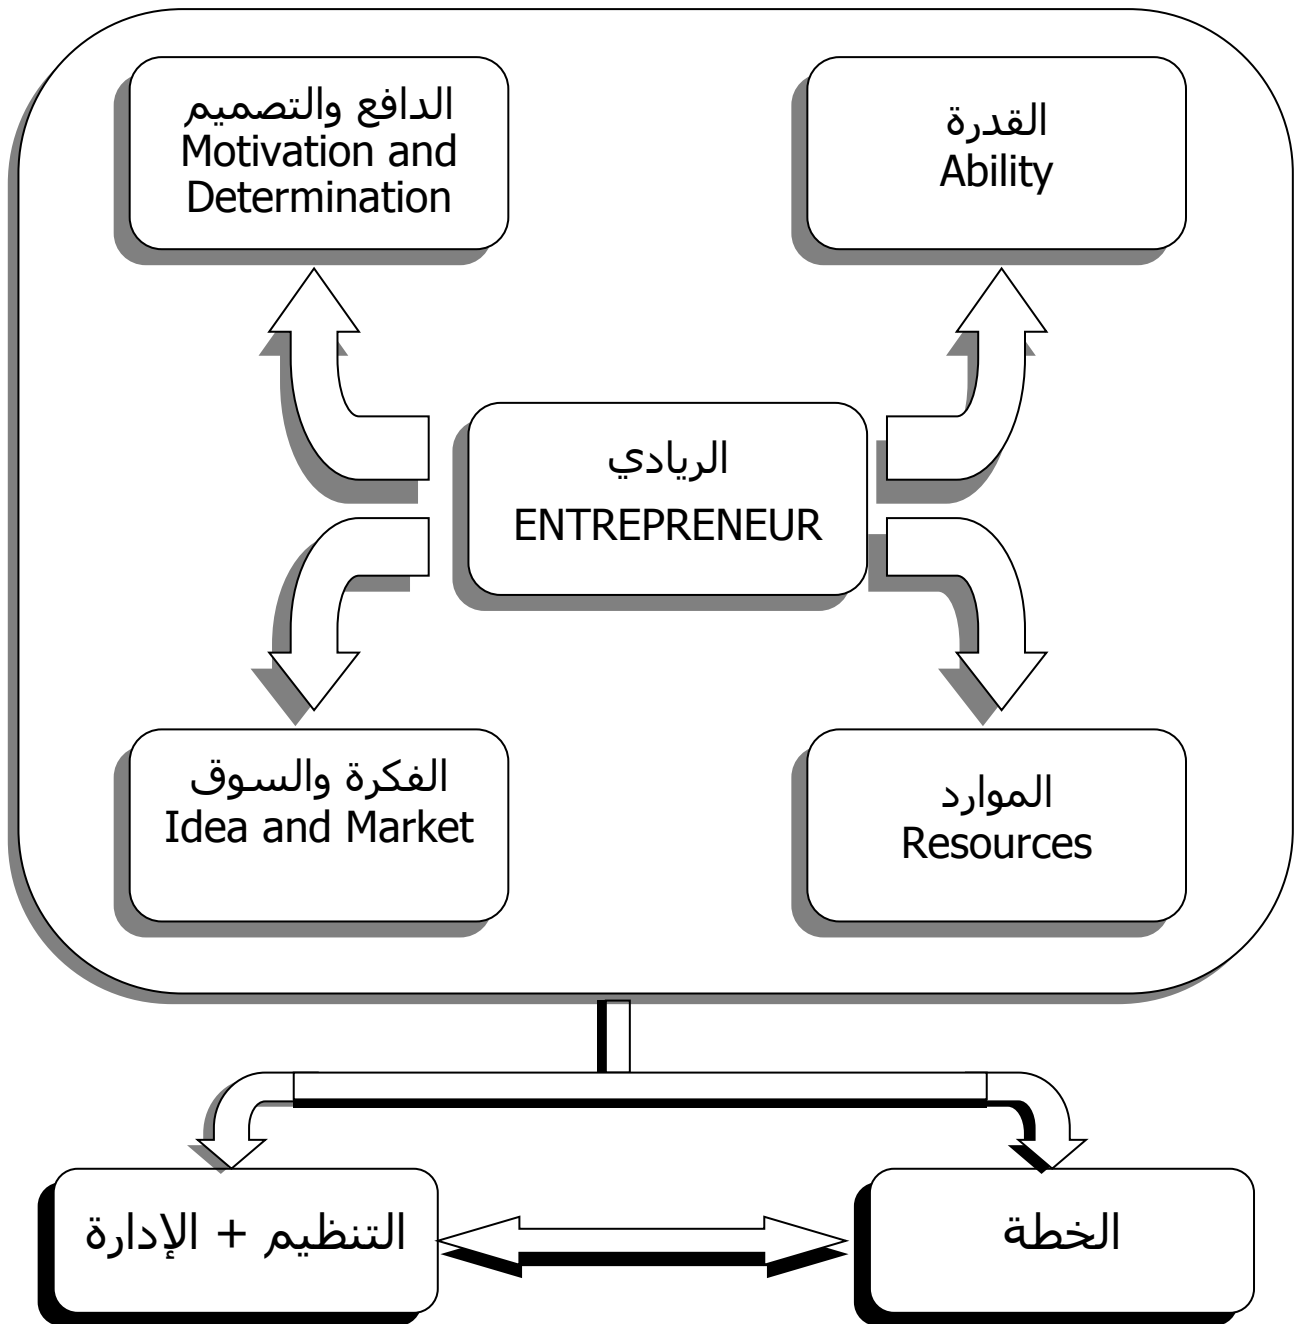 الدافع والتصميم
Motivation and
Determination
القدرة
Ability
الريادي
ENTREPRENEUR
الفكرة والسوق
Idea and Market
الموارد
Resources
التنظيم + الإدارة
الخطة